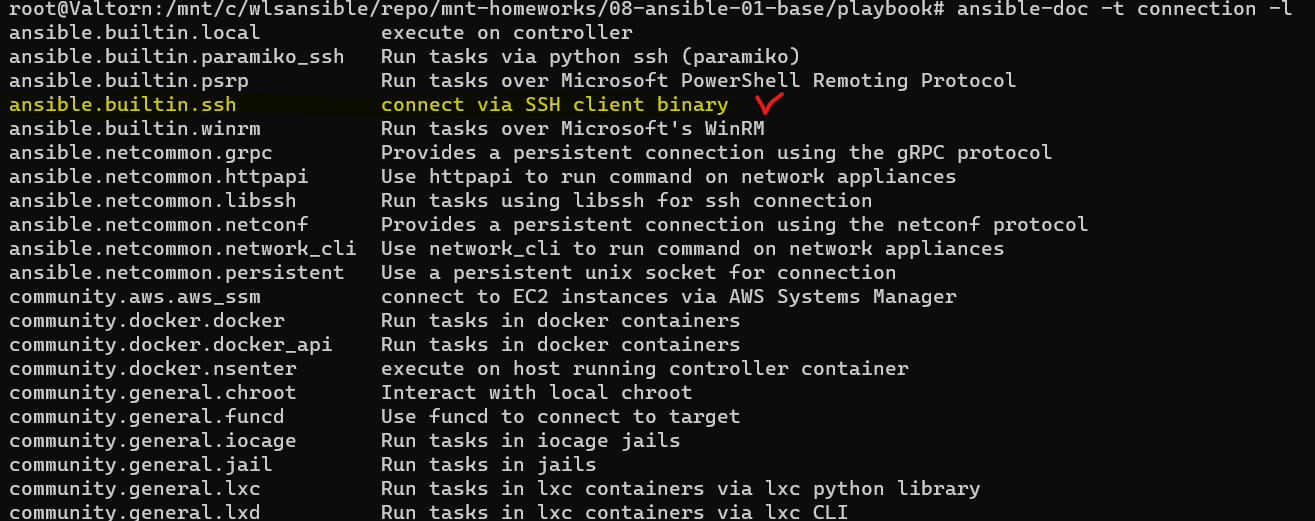 root@Valtorn:/mnt/c/wlsansible/repo/mnt-homeworks/08-ansible-01-base/playbook# ansible-doc -t connection -l
ansible.builtin.local execute on controller
ansible.builtin.paramiko_ssh Run tasks via python ssh (paramiko)
ansible.builtin.psrp Run tasks over Microsoft PowerShell Remoting Protocol
ansible.builtin.ssh connect via SSH client binary
ansible.builtin.winrm Run tasks over Microsoft's WinRM
ansible.netcommon.grpc Provides a persistent connection using the gRPC protocol
ansible.netcommon.httpapi Use httpapi to run command on network appliances
ansible.netcommon.libssh Run tasks using libssh for ssh connection
ansible.netcommon.netconf Provides a persistent connection using the netconf protocol
ansible.netcommon.network_cli Use network_cli to run command on network appliances
ansible.netcommon.persistent Use a persistent unix socket for connection
community.aws.aws_ssm connect to EC2 instances via AWS Systems Manager
community.docker.docker Run tasks in docker containers
community.docker.docker_api Run tasks in docker containers
community.docker.nsenter execute on host running controller container
community.general.chroot Interact with local chroot
community.general.funcd Use funcd to connect to target
community.general.iocage Run tasks in iocage jails
community.general.jail Run tasks in jails
community.general.lxc Run tasks in lxc containers via lxc python library
community.general.lxd Run tasks in lxc containers via lxc CLI